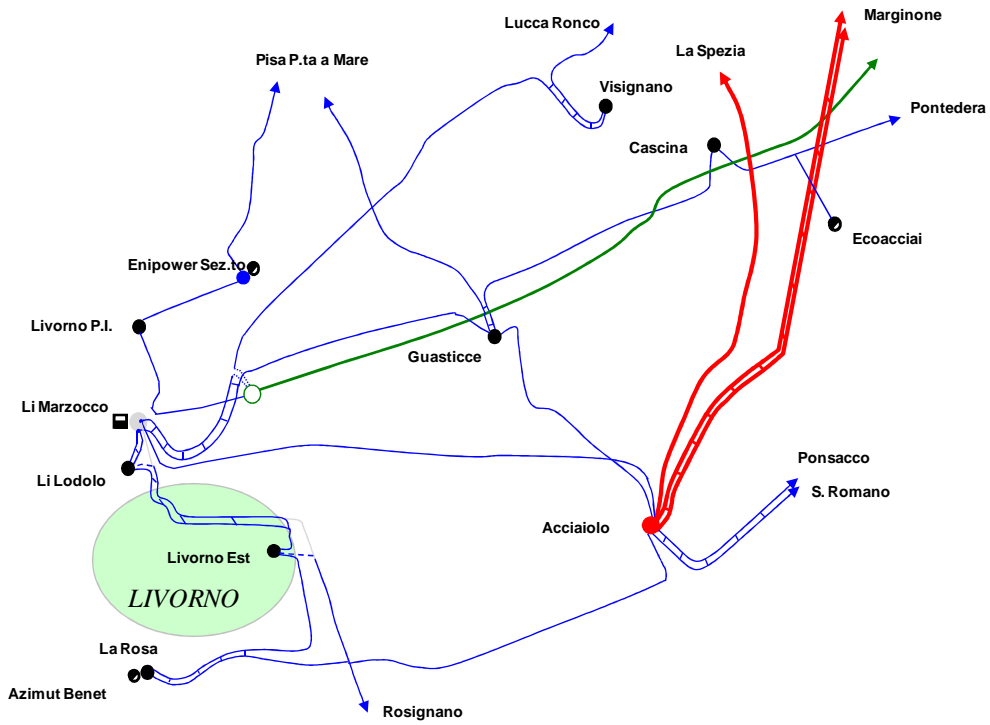 Marginone
Lucca Ronco
La Spezia
Pisa P.ta a Mare
Visignano
Pontedera
Cascina
Ecoacciai
Enipower Sez.to
Livorno P.I.
Guasticce
Li Marzocco
Ponsacco
Li Lodolo
S. Romano
Acciaiolo
Livorno Est
LIVORNO
La Rosa
Azimut Benet
Rosignano